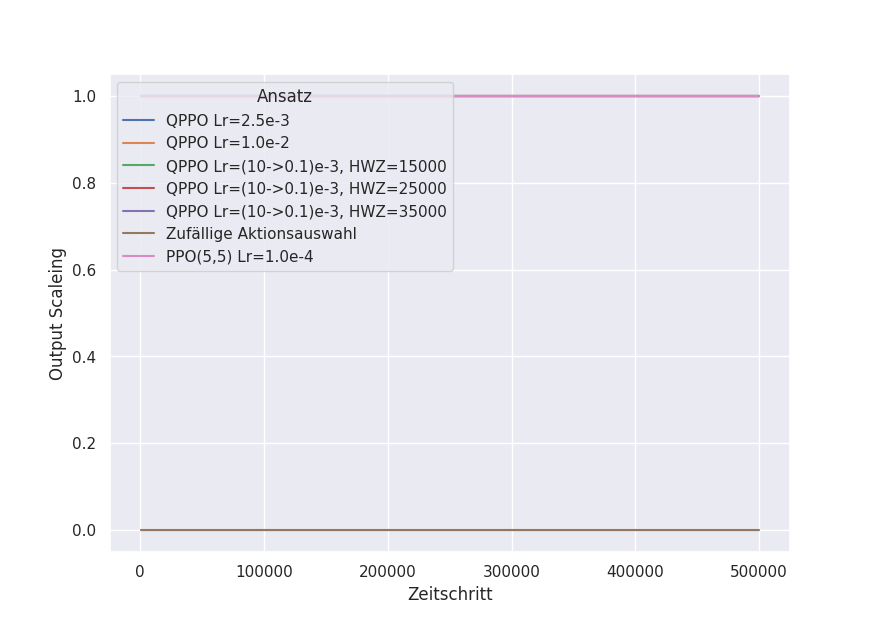 Ansatz
QPPO Lr=2.5e-3
QPPO Lr=1.0e-2
QPPO Lr=(10->0.1)e-3, HWZ=15000
QPPO Lr=(10->0.1)e-3, HWZ=25000
QPPO Lr=(10->0.1)e-3, HWZ=35000
Zufällige Aktionsauswahl
PPO(5,5) Lr=1.0e-4
Output Scaleing
1.0
0.8
0.6
0.4
0.2
0.0
0 100000 200000 300000 400000 500000
Zeitschritt